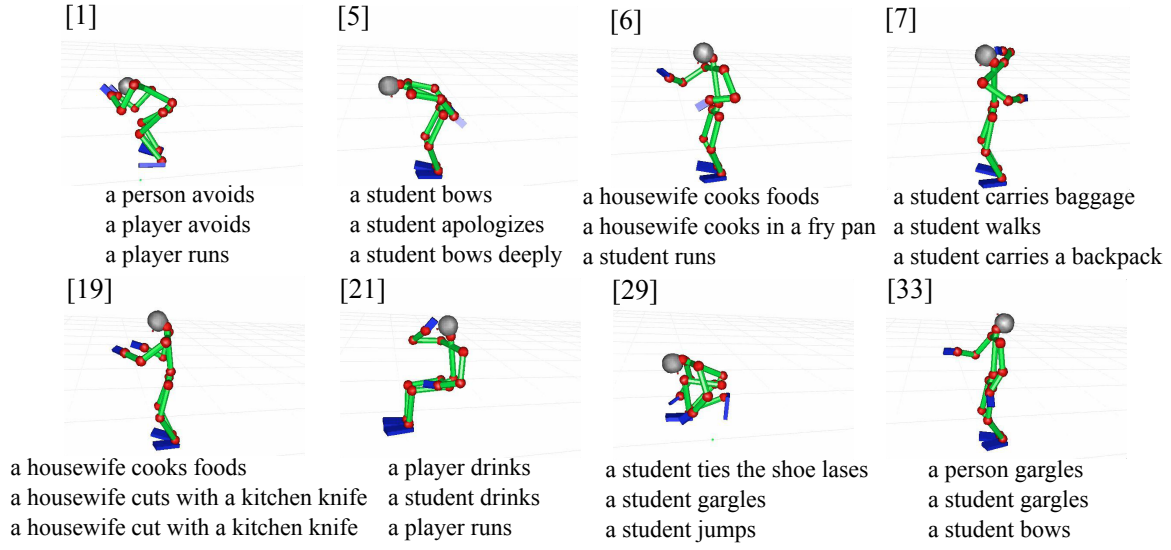 [1]
a person avoids
a player avoids
a player runs
[5]
a student bows
a student apologizes
a student bows deeply
[6]
a housewife cooks foods
a housewife cooks in a fry pan
a student runs
[7]
a student carries baggage
a student walks
a student carries a backpack
[19]
a housewife cooks foods
a housewife cuts with a kitchen knife
a housewife cut with a kitchen knife
[21]
a player drinks
a student drinks
a player runs
[29]
a student ties the shoe lases
a student gargles
a student jumps
[33]
a person gargles
a student gargles
a student bows